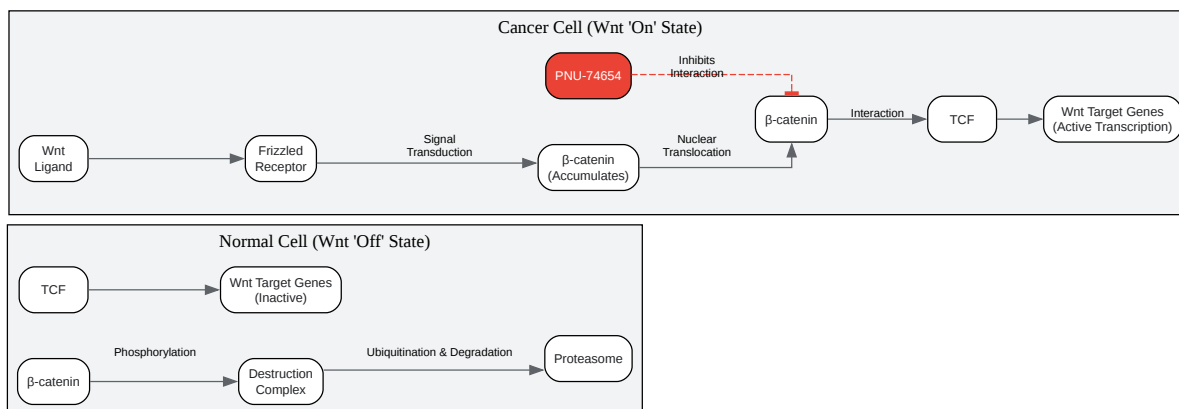 Cancer Cell (Wnt 'On' State)
PNU-74654
Inhibits
Interaction
Wnt
Ligand
Frizzled
Receptor
Signal
Transduction
β-catenin
(Accumulates)
Nuclear
Translocation
β-catenin
Interaction
TCF
Wnt Target Genes
(Active Transcription)
Normal Cell (Wnt 'Off' State)
TCF
Wnt Target Genes
(Inactive)
β-catenin
Phosphorylation
Destruction
Complex
Ubiquitination & Degradation
Proteasome